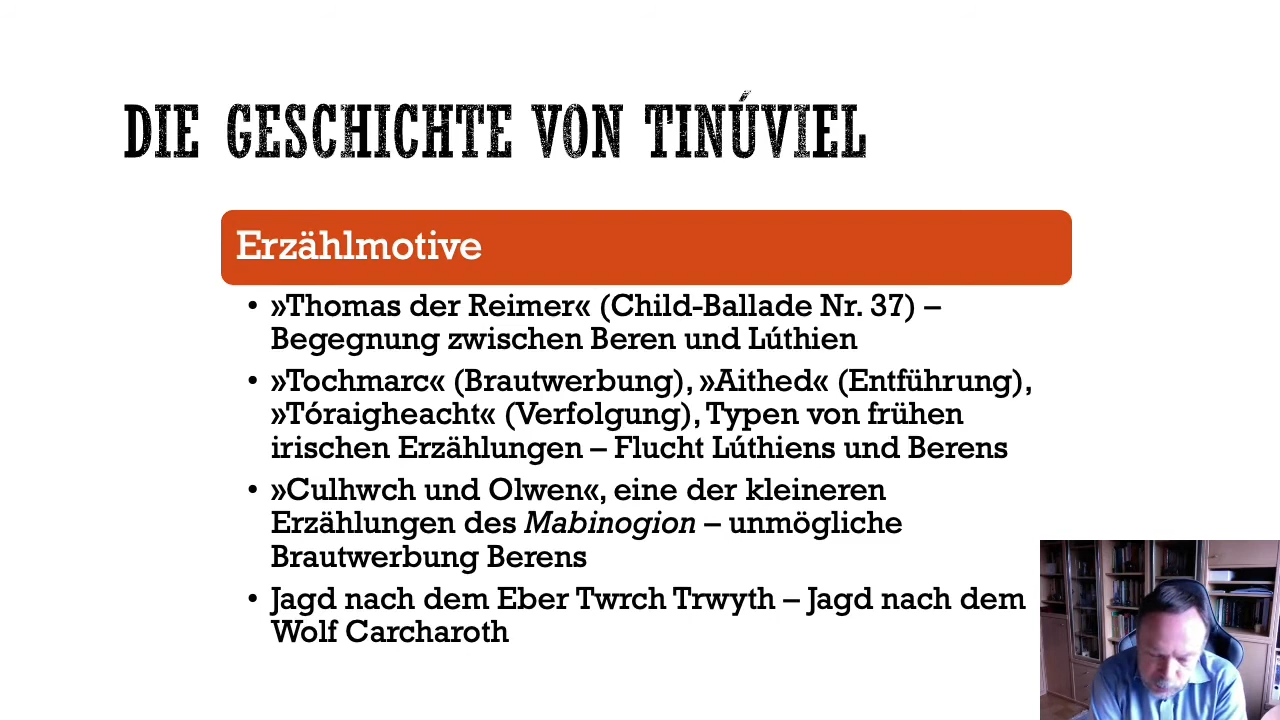 DIE GESCHICHTE VON TINÚVIEL
Erzählmotive
• »Thomas der Reimer« (Child-Ballade Nr. 37) –
Begegnung zwischen Beren und Lúthien
• »Tochmarc« (Brautwerbung), »Aithed« (Entführung),
»Tóraigheacht« (Verfolgung), Typen von frühen
irischen Erzählungen – Flucht Lúthiens und Berens
• »Culhwch und Olwen«, eine der kleineren
Erzählungen des Mabinogion – unmögliche
Brautwerbung Berens
• Jagd nach dem Eber Twrch Trwyth – Jagd nach dem
Wolf Carcharoth